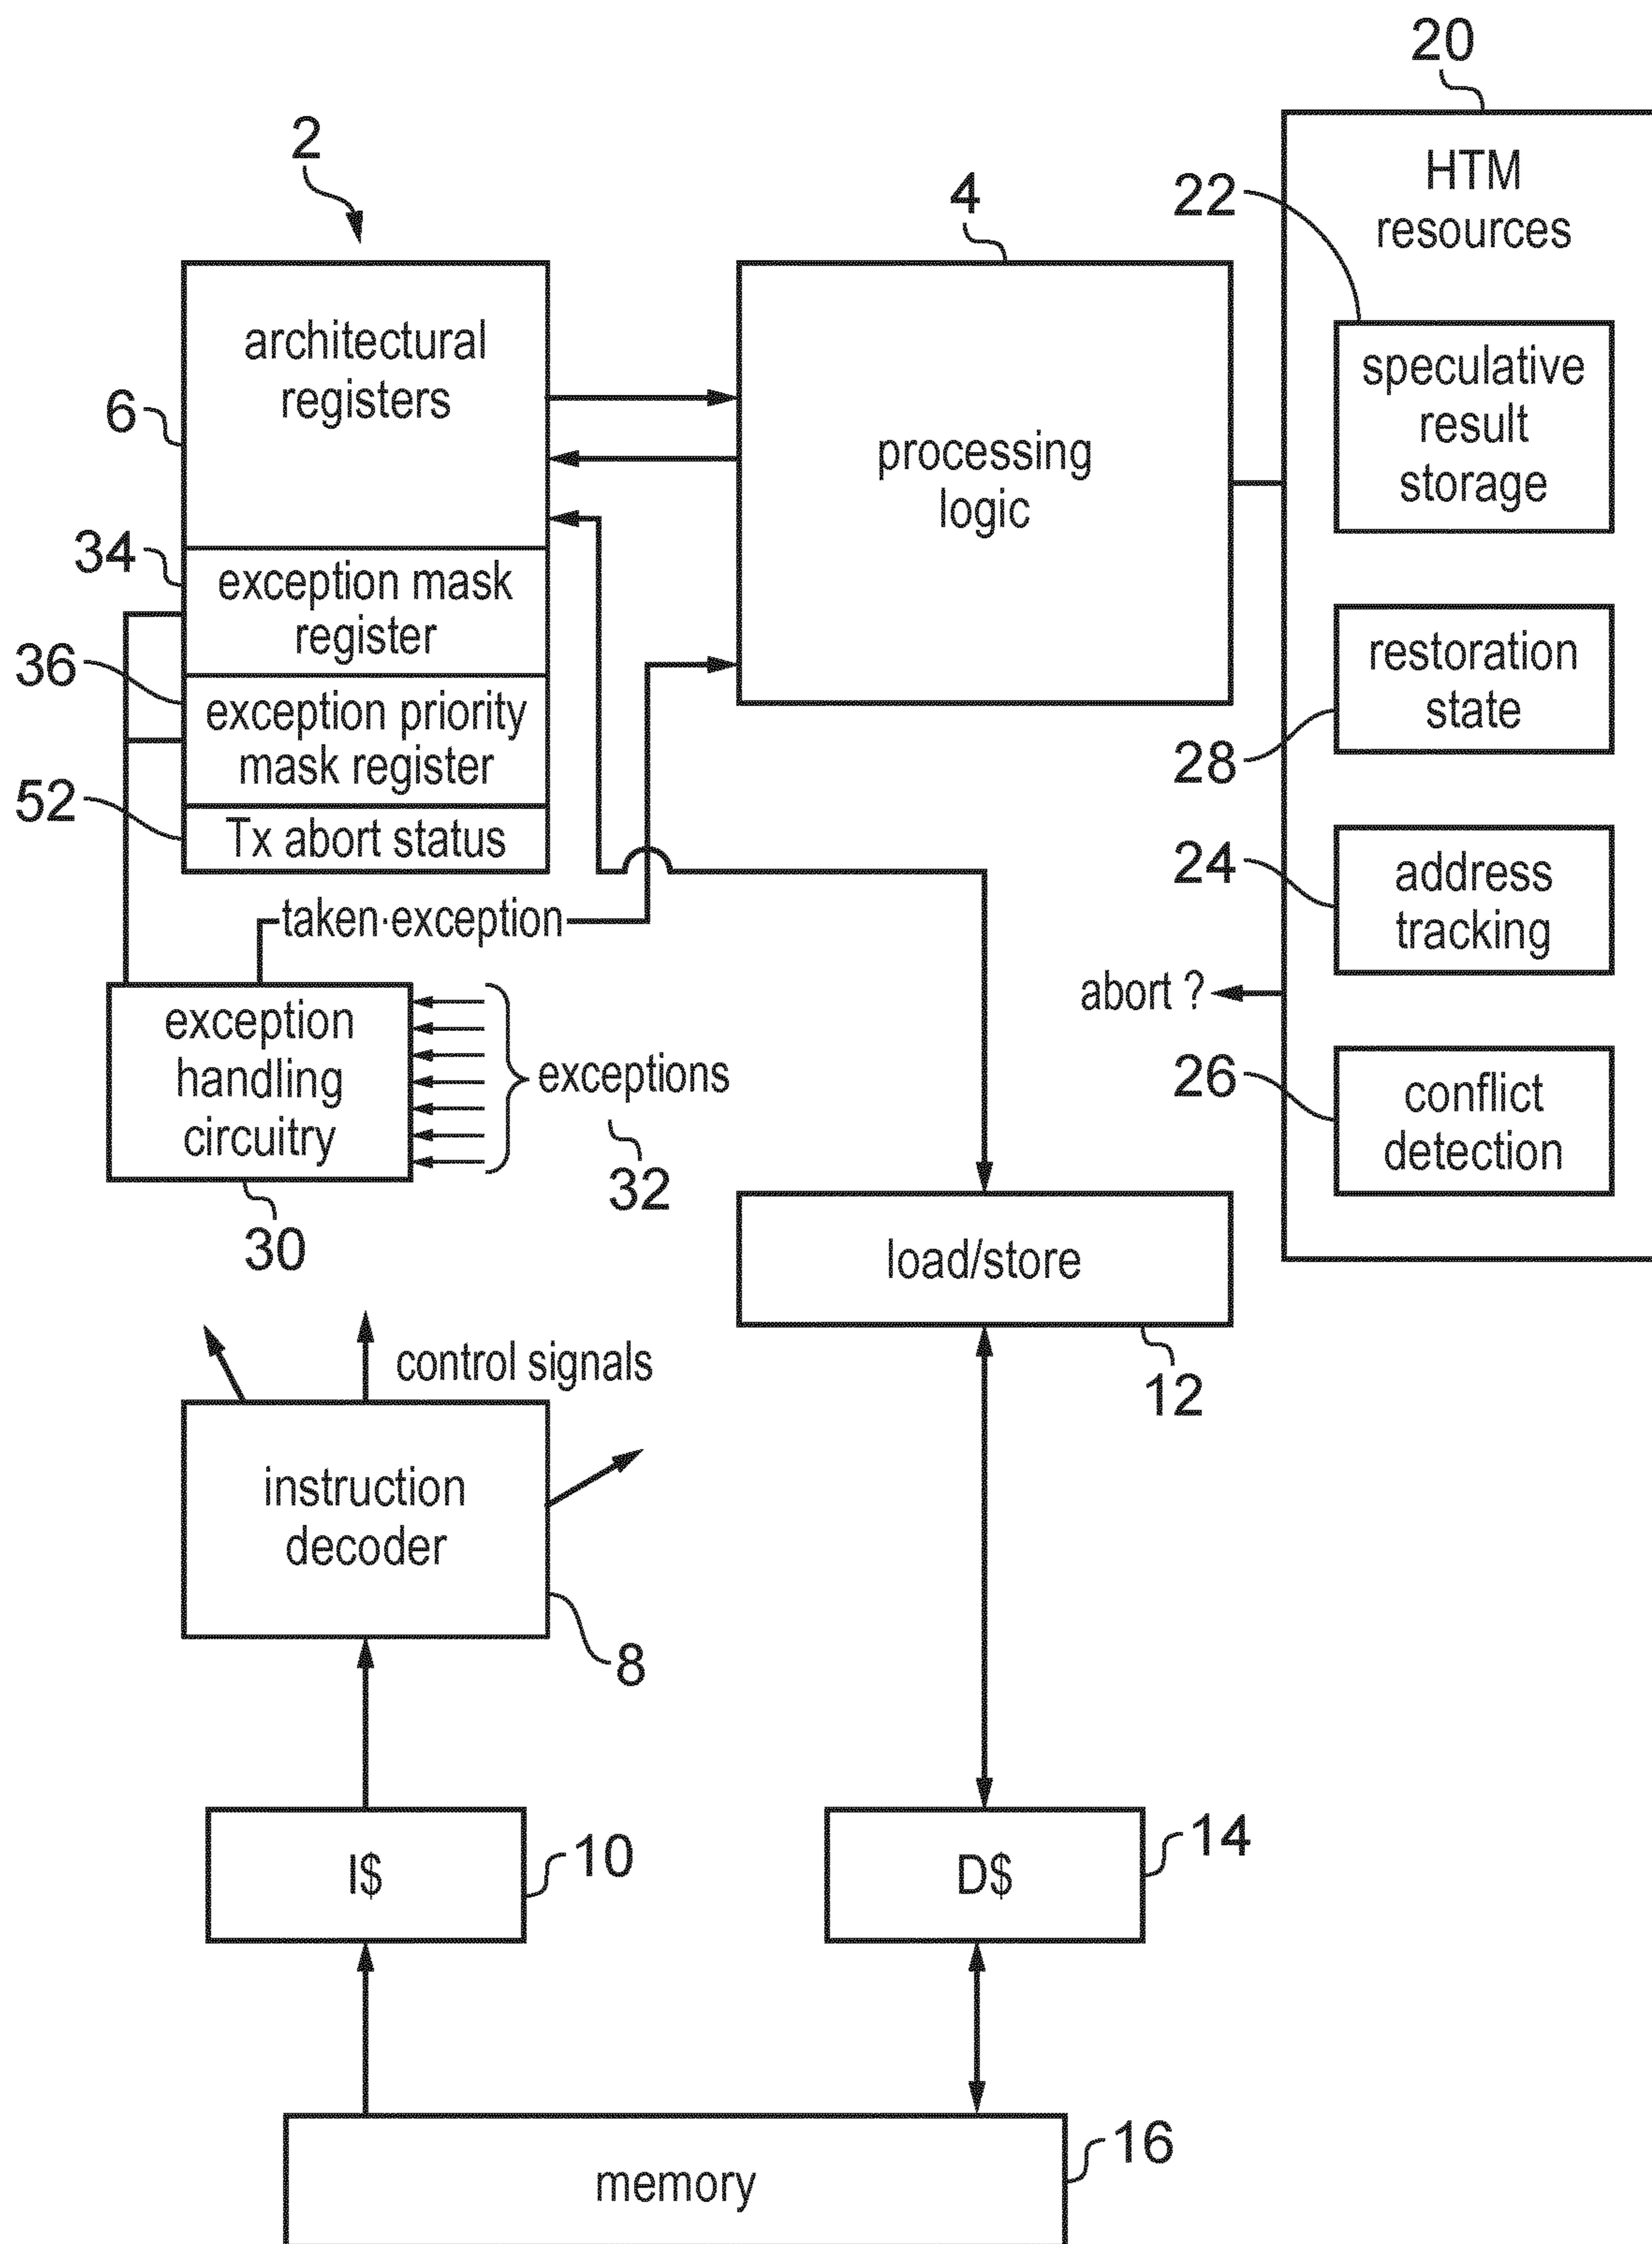 20
2
HTM
resources
4
22
architectural
registers
speculative
result
storage
6
processing
logic
34
exception mask
register
restoration
state
36
exception priority
mask register
28
52
Tx abort status
24
address
tracking
taken exception
abort ?
exception
handling
circuitry
exceptions
26
conflict
detection
32
30
load/store
control signals
12
instruction
decoder
8
I$
10
D$
14
memory
16